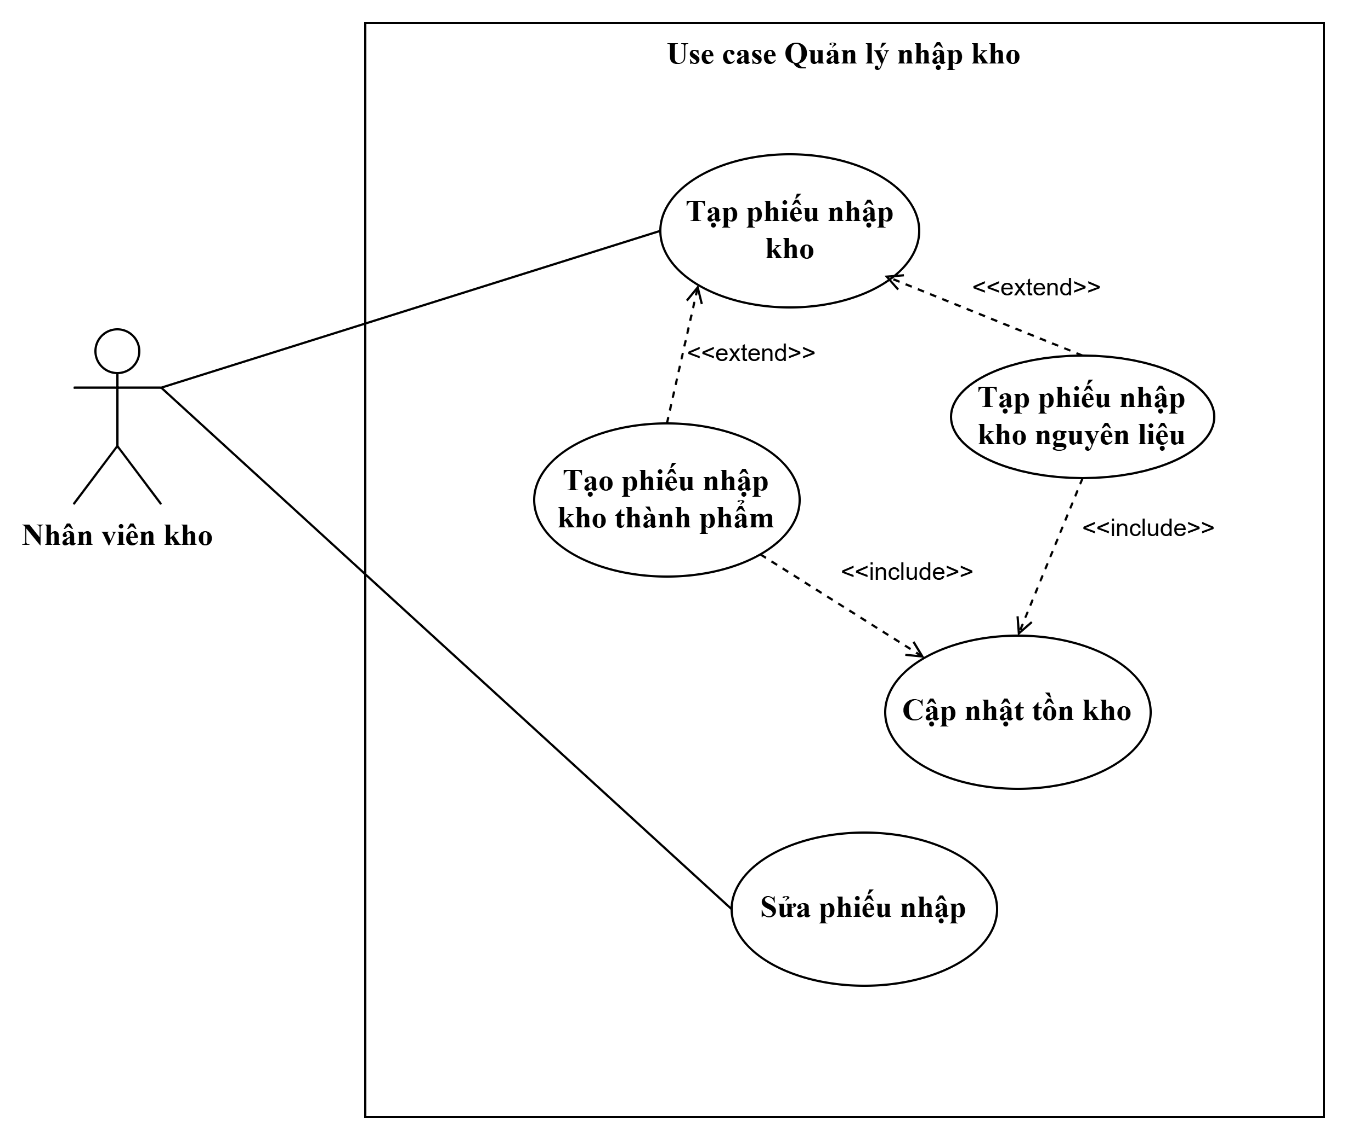 Use case Quản lý nhập kho
Tạp phiếu nhập
kho
<<extend>>
<<extend>>
Tạp phiếu nhập
kho nguyên liệu
Tạo phiếu nhập
kho thành phẩm
Nhân viên kho
<<include>>
<<include>>
Cập nhật tồn kho
Sửa phiếu nhập